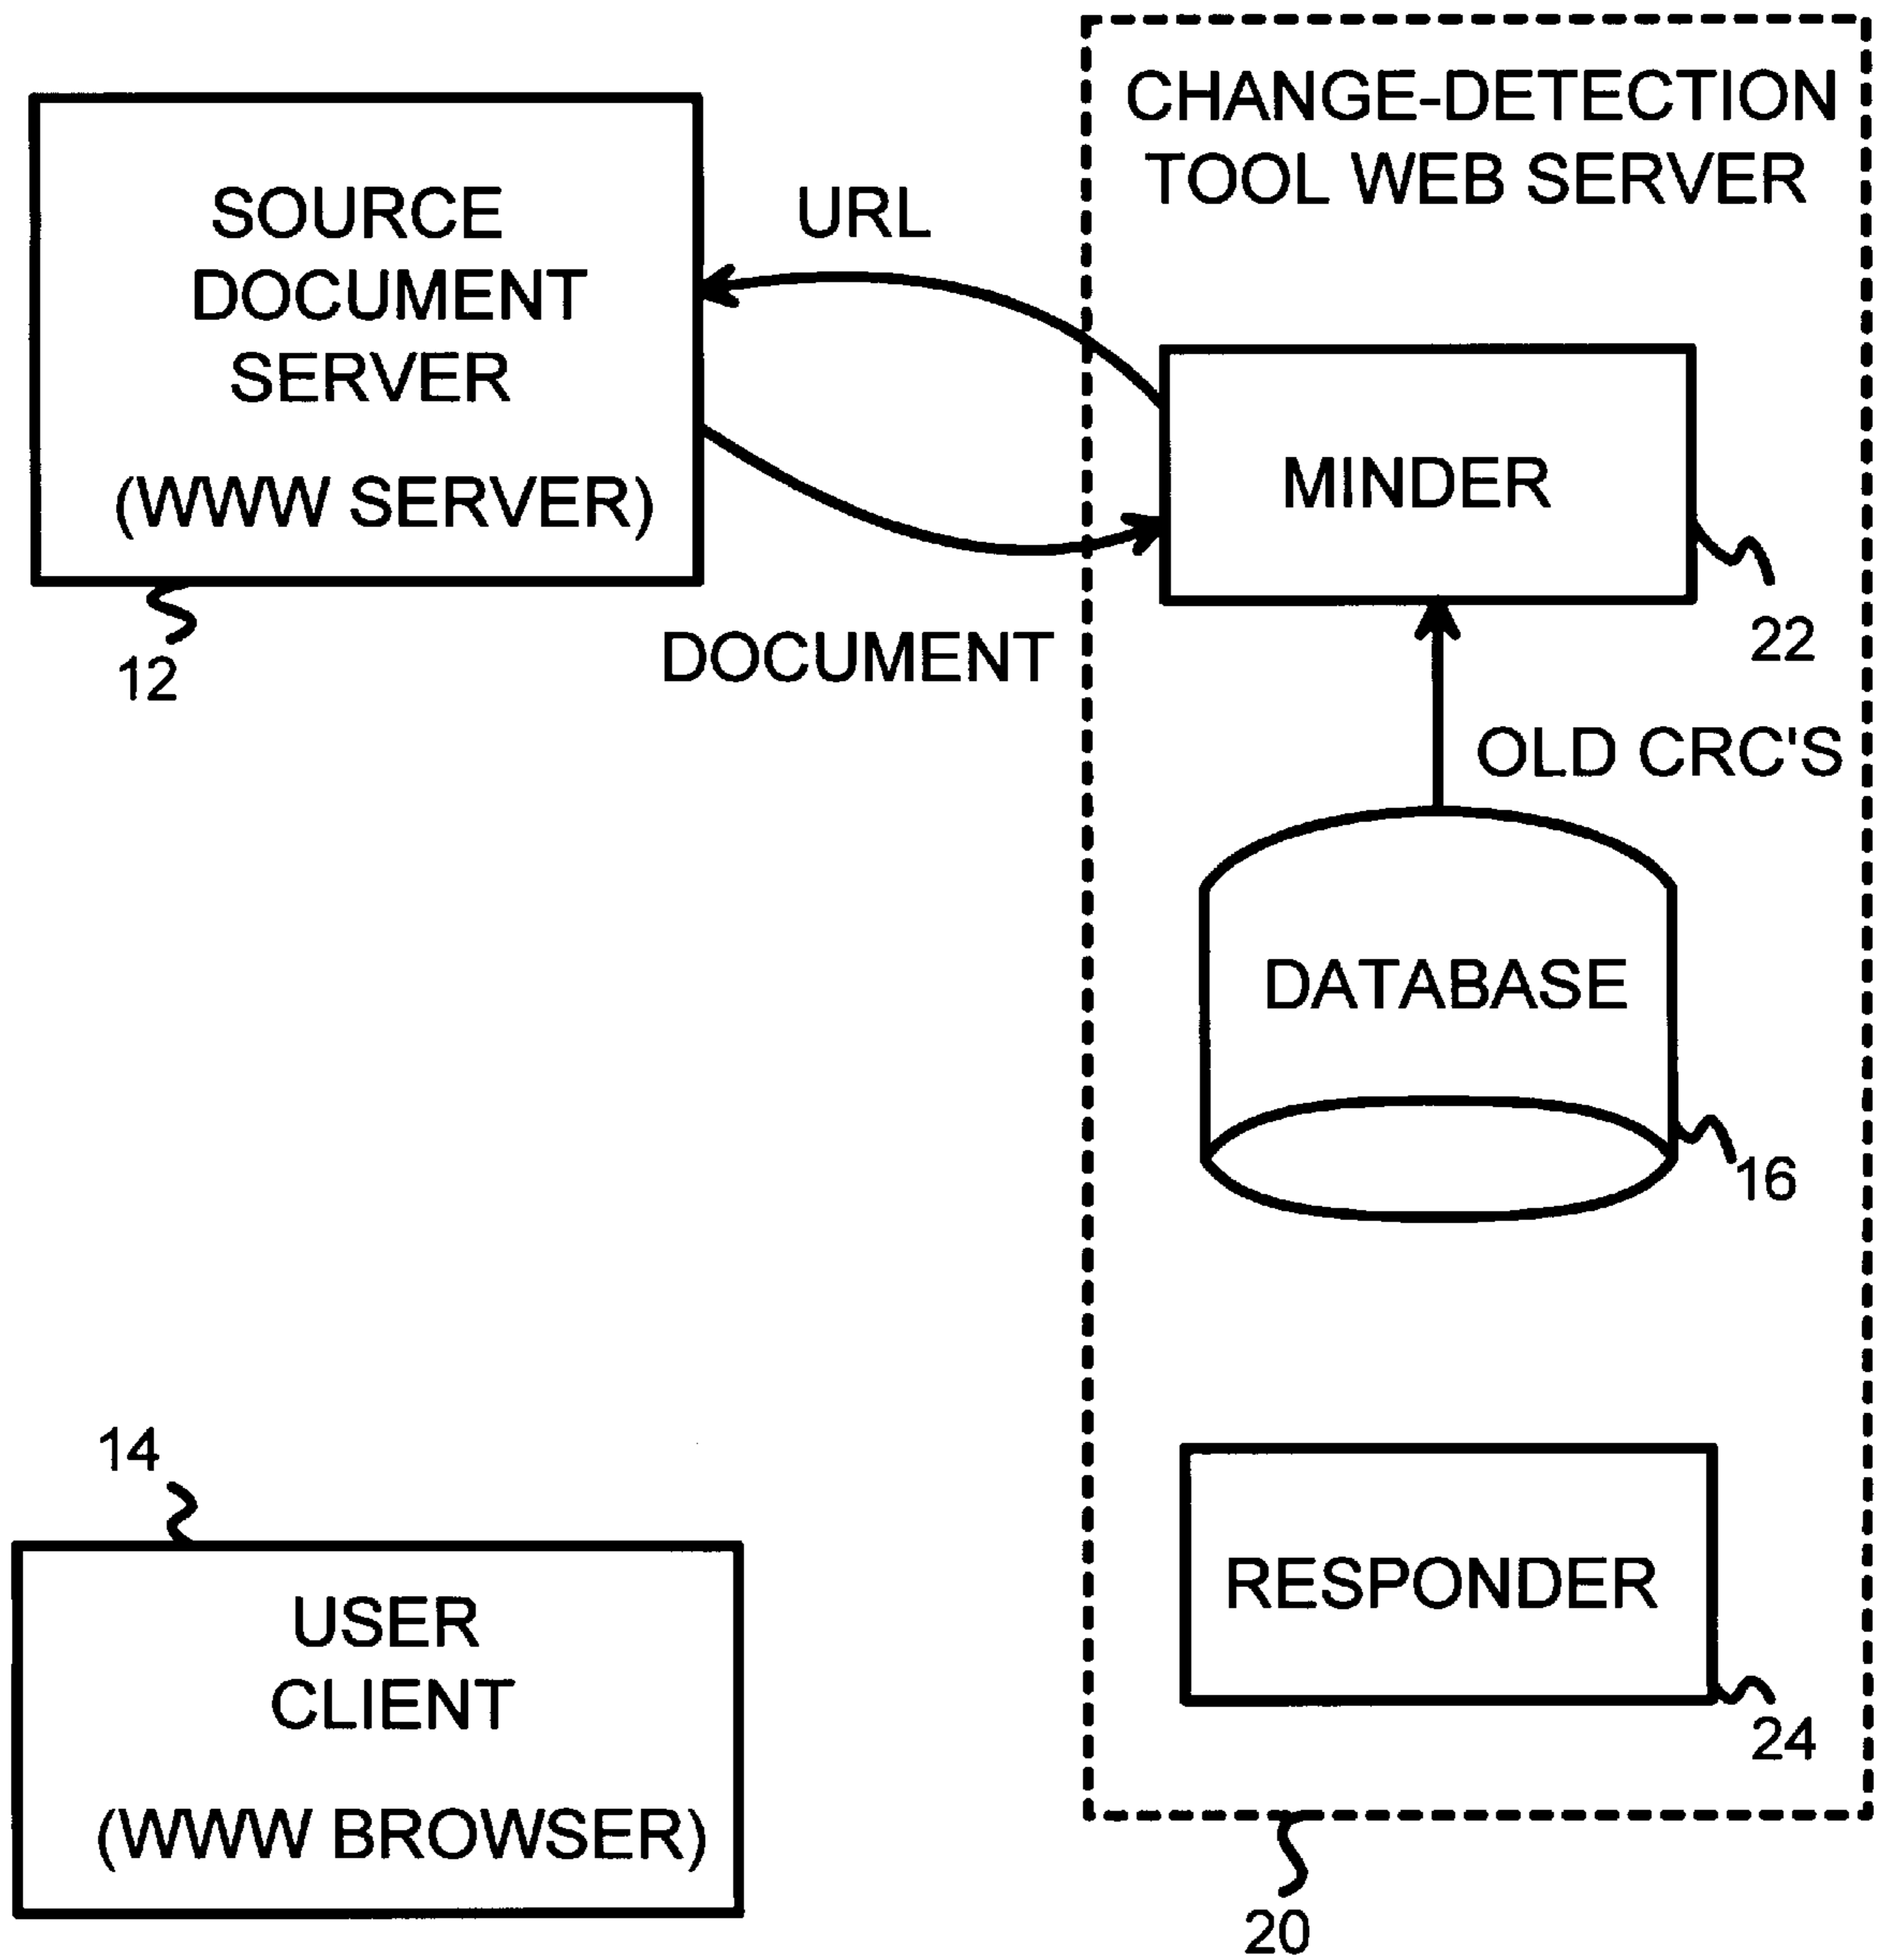 CHANGE-DETECTION
TOOL WEB SERVER
SOURCE
DOCUMENT
SERVER
(WWW SERVER)
12
URL
DOCUMENT
MINDER
22
OLD CRC'S
DATABASE
16
14
USER
CLIENT
(WWW BROWSER)
RESPONDER
24
20